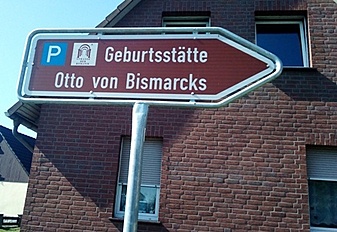 P Geburtsstätte
Otto von Bismarcks